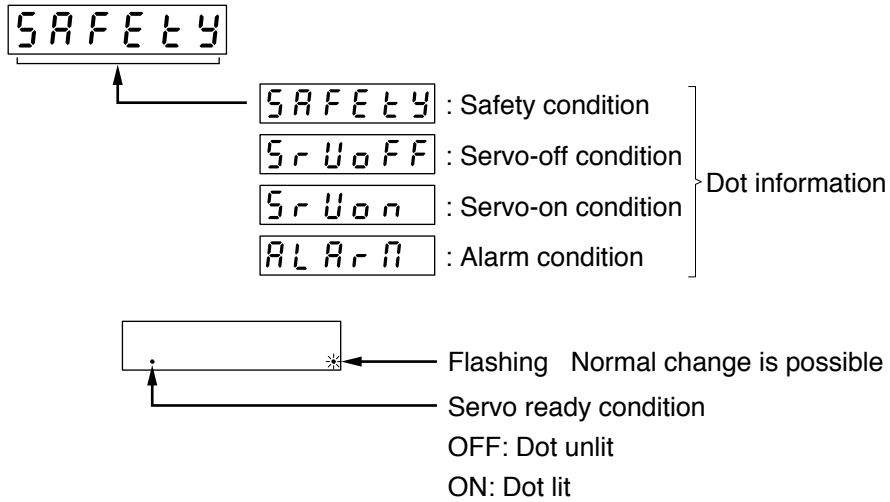 SAFEtY
SAFEtY : Safety condition
SrUoFF : Servo-off condition
Dot information
SrUon : Servo-on condition
ALArM : Alarm condition
Flashing Normal change is possible
Servo ready condition
OFF: Dot unlit
ON: Dot lit